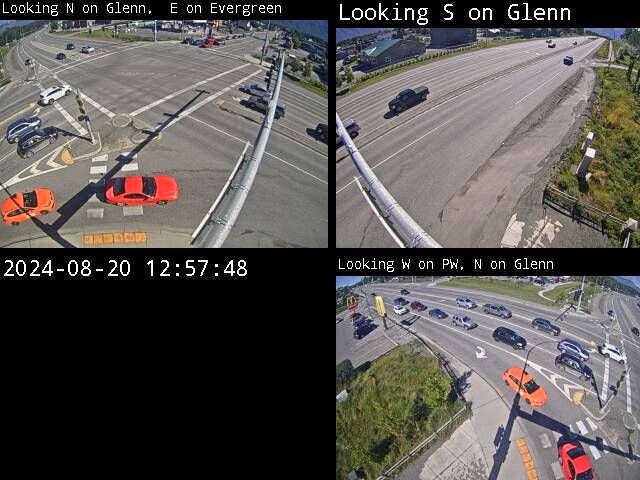 Looking N on Glenn,  E on Evergreen
Looking S on Glenn
2024-08-20 12:57:48
Looking W on PW, N on Glenn